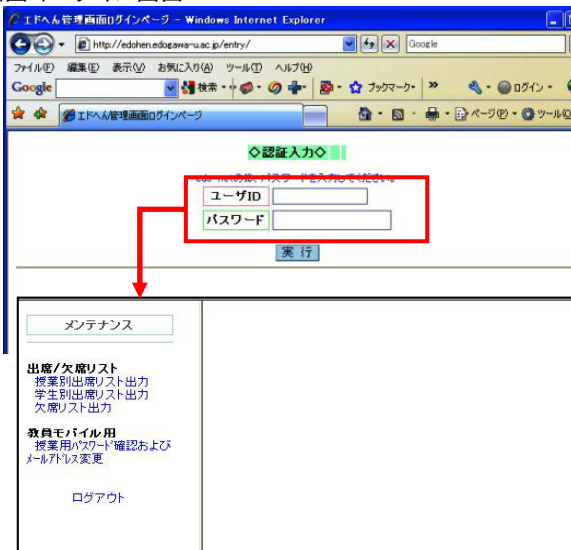 エドへん管理画面ログインページ - Windows Internet Explorer
http://edohen.edogawa-u.ac.jp/entry/
Google
ファイル(F) 編集(E) 表示(V) お気に入り(A) ツール(T) ヘルプ(H)
Google 検索 ブックマーク ログイン
エドへん管理画面ログインページ ページ(P) ツール(O)
◇認証入力◇
ユーザID
パスワード
実 行
メンテナンス
出席/欠席リスト
授業別出席リスト出力
学生別出席リスト出力
欠席リスト出力
教員モバイル用
授業用パスワード確認および
メールアドレス変更
ログアウト